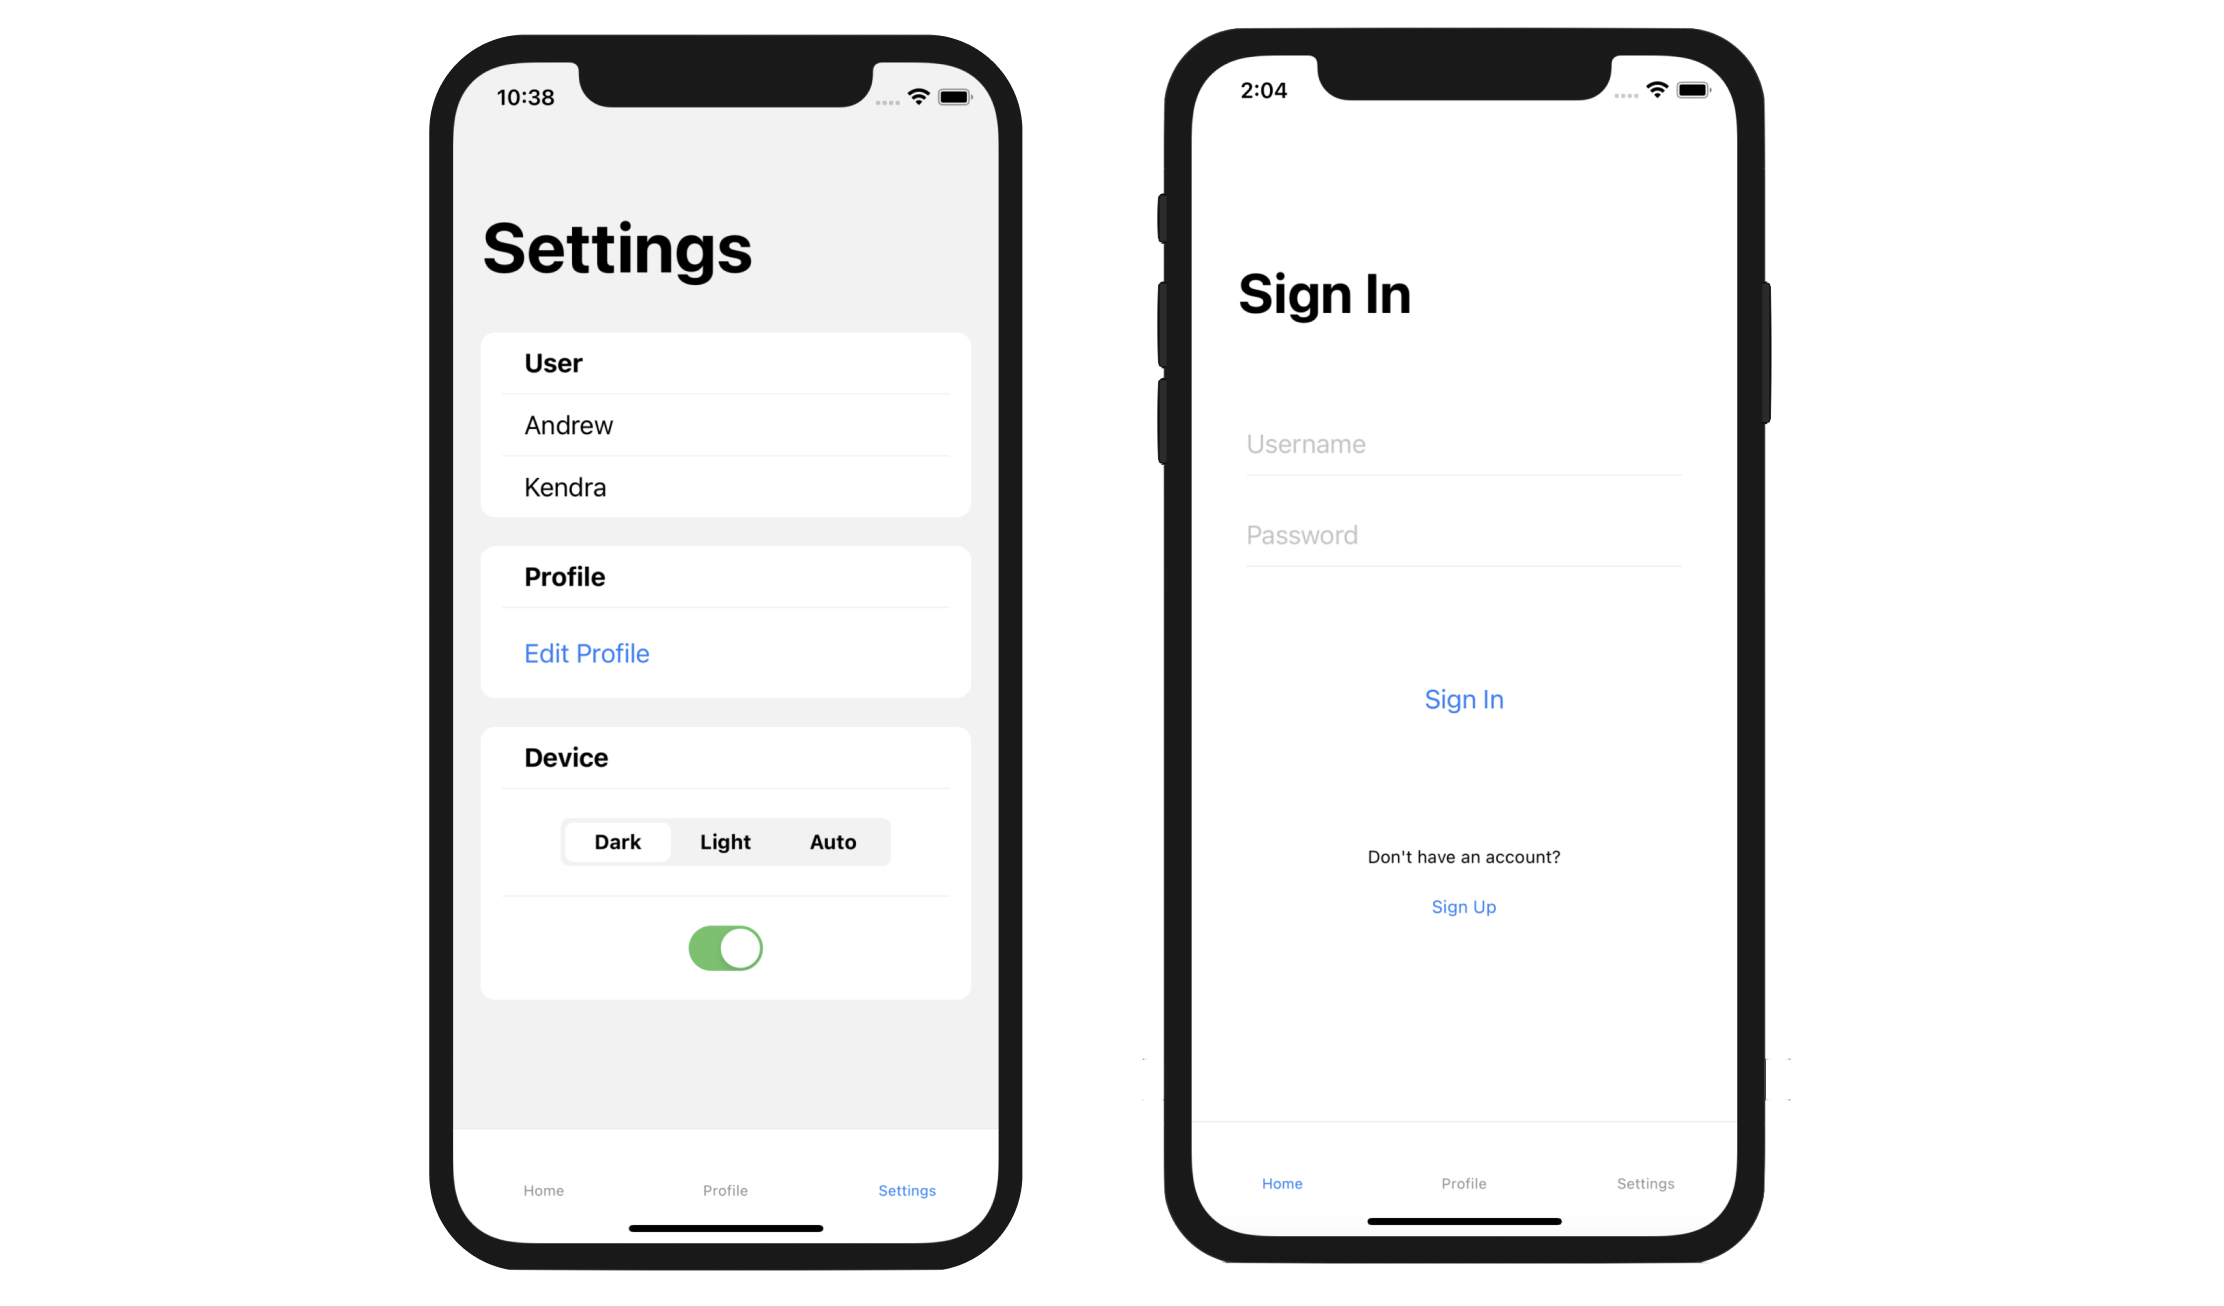 10:38
Settings
User
Andrew
Kendra
Profile
Edit Profile
Device
Dark Light Auto
Home Profile Settings
2:04
Sign In
Username
Password
Sign In
Don't have an account?
Sign Up
Home Profile Settings